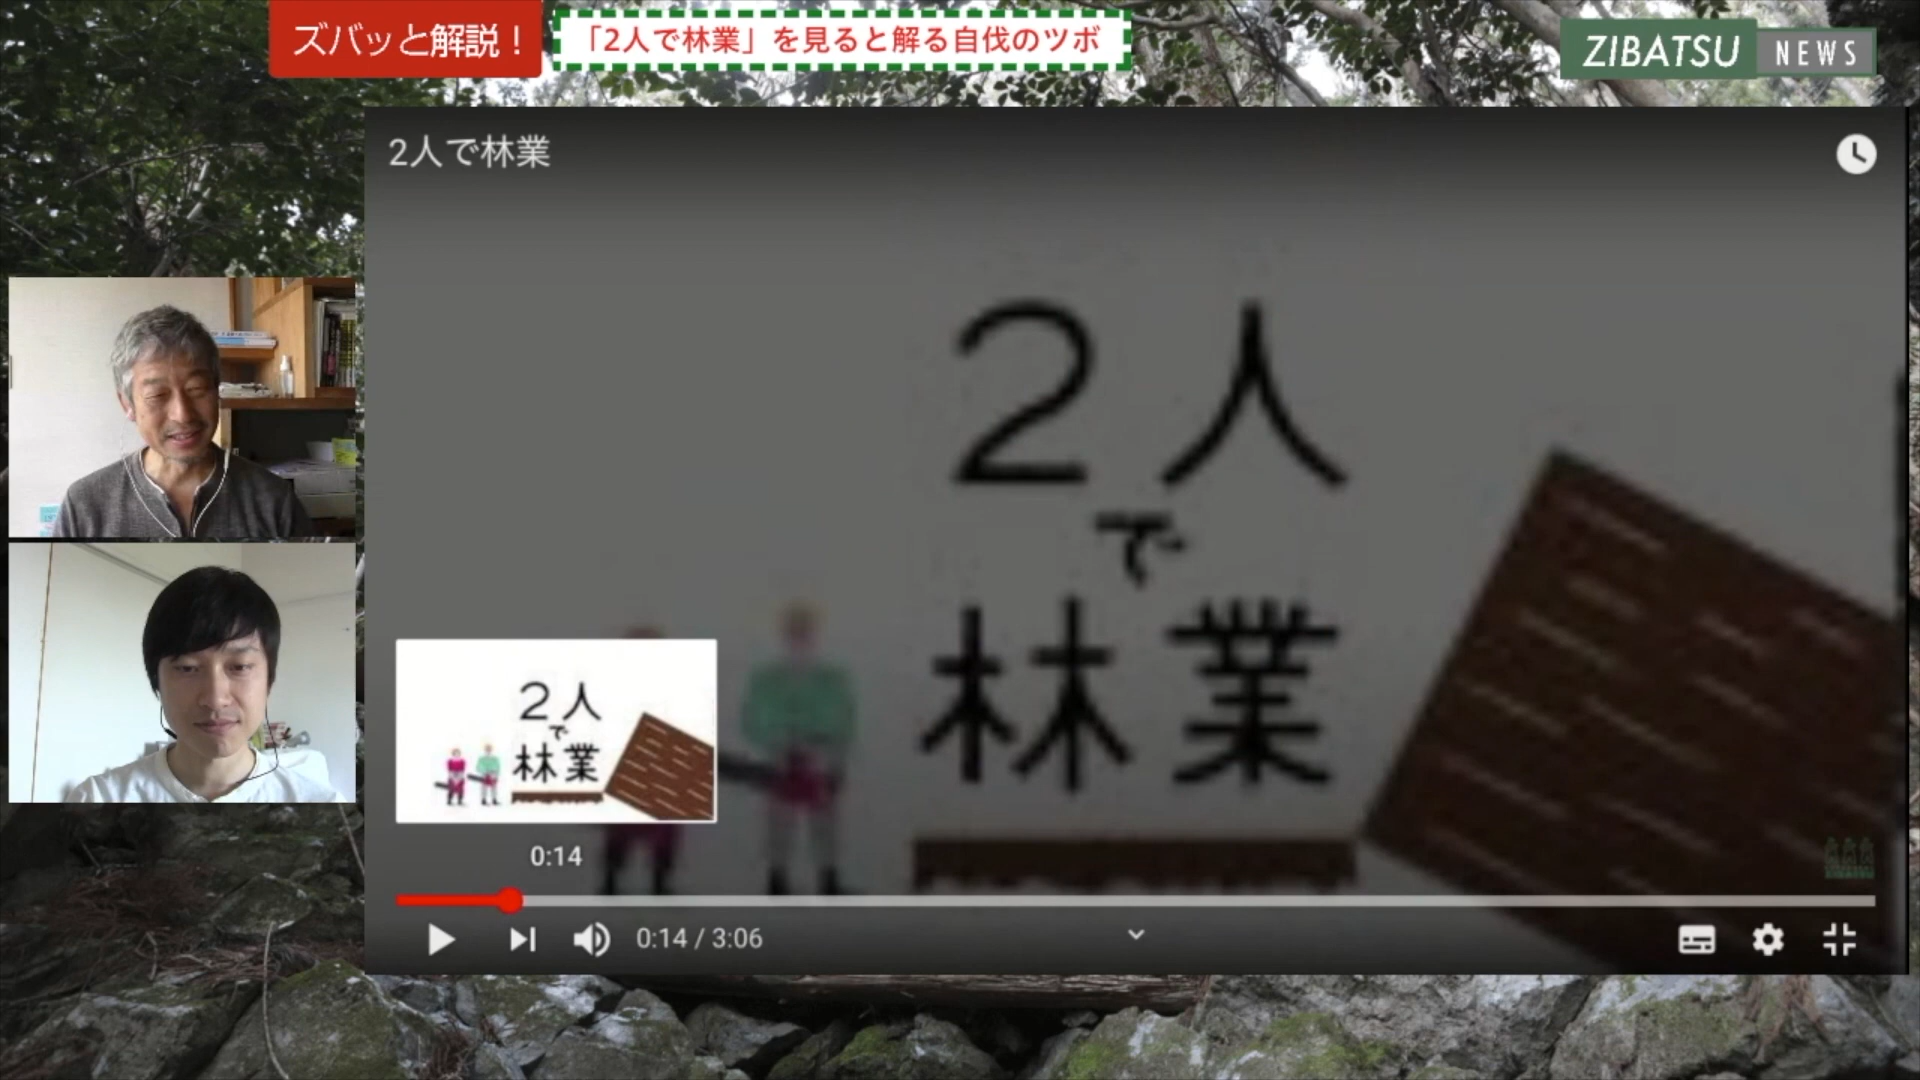 ズバッと解説！
「2人で林業」を見ると解る自伐のツボ
ZIBATSU NEWS
2人で林業
2人
で
林業
2人
で
林業
0:14
0:14 / 3:06